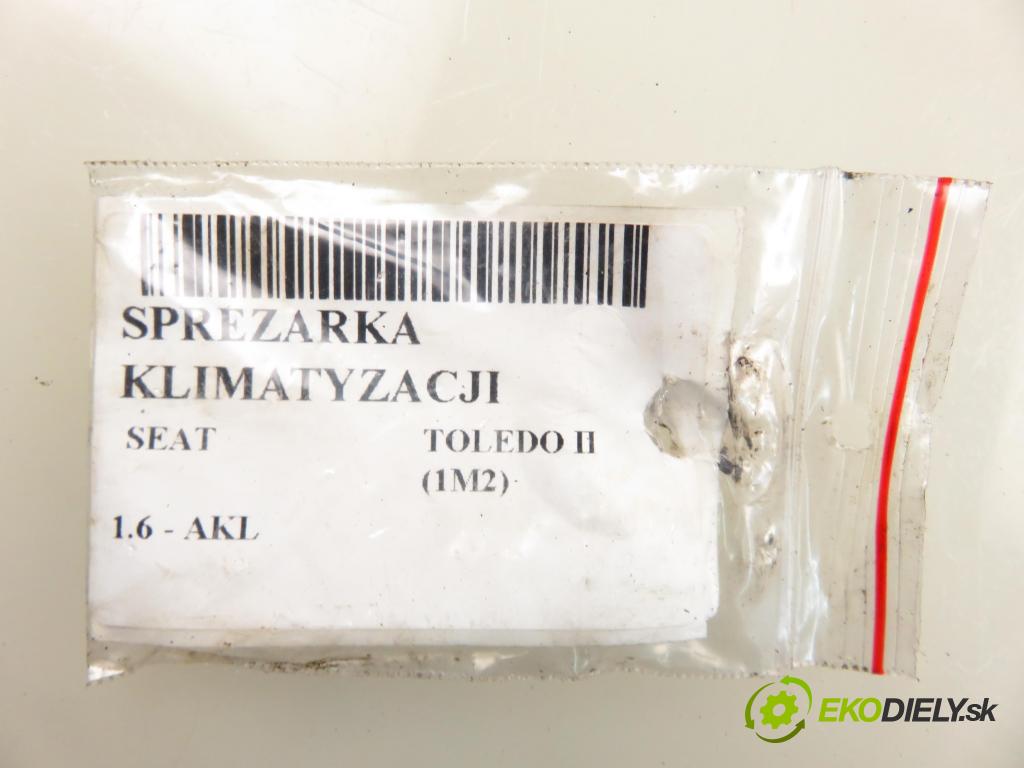 SPREZARKA
KLIMATYZACJI
SEAT TOLEDO II
(1M2)
1.6 - AKL
EKODIELY.sk